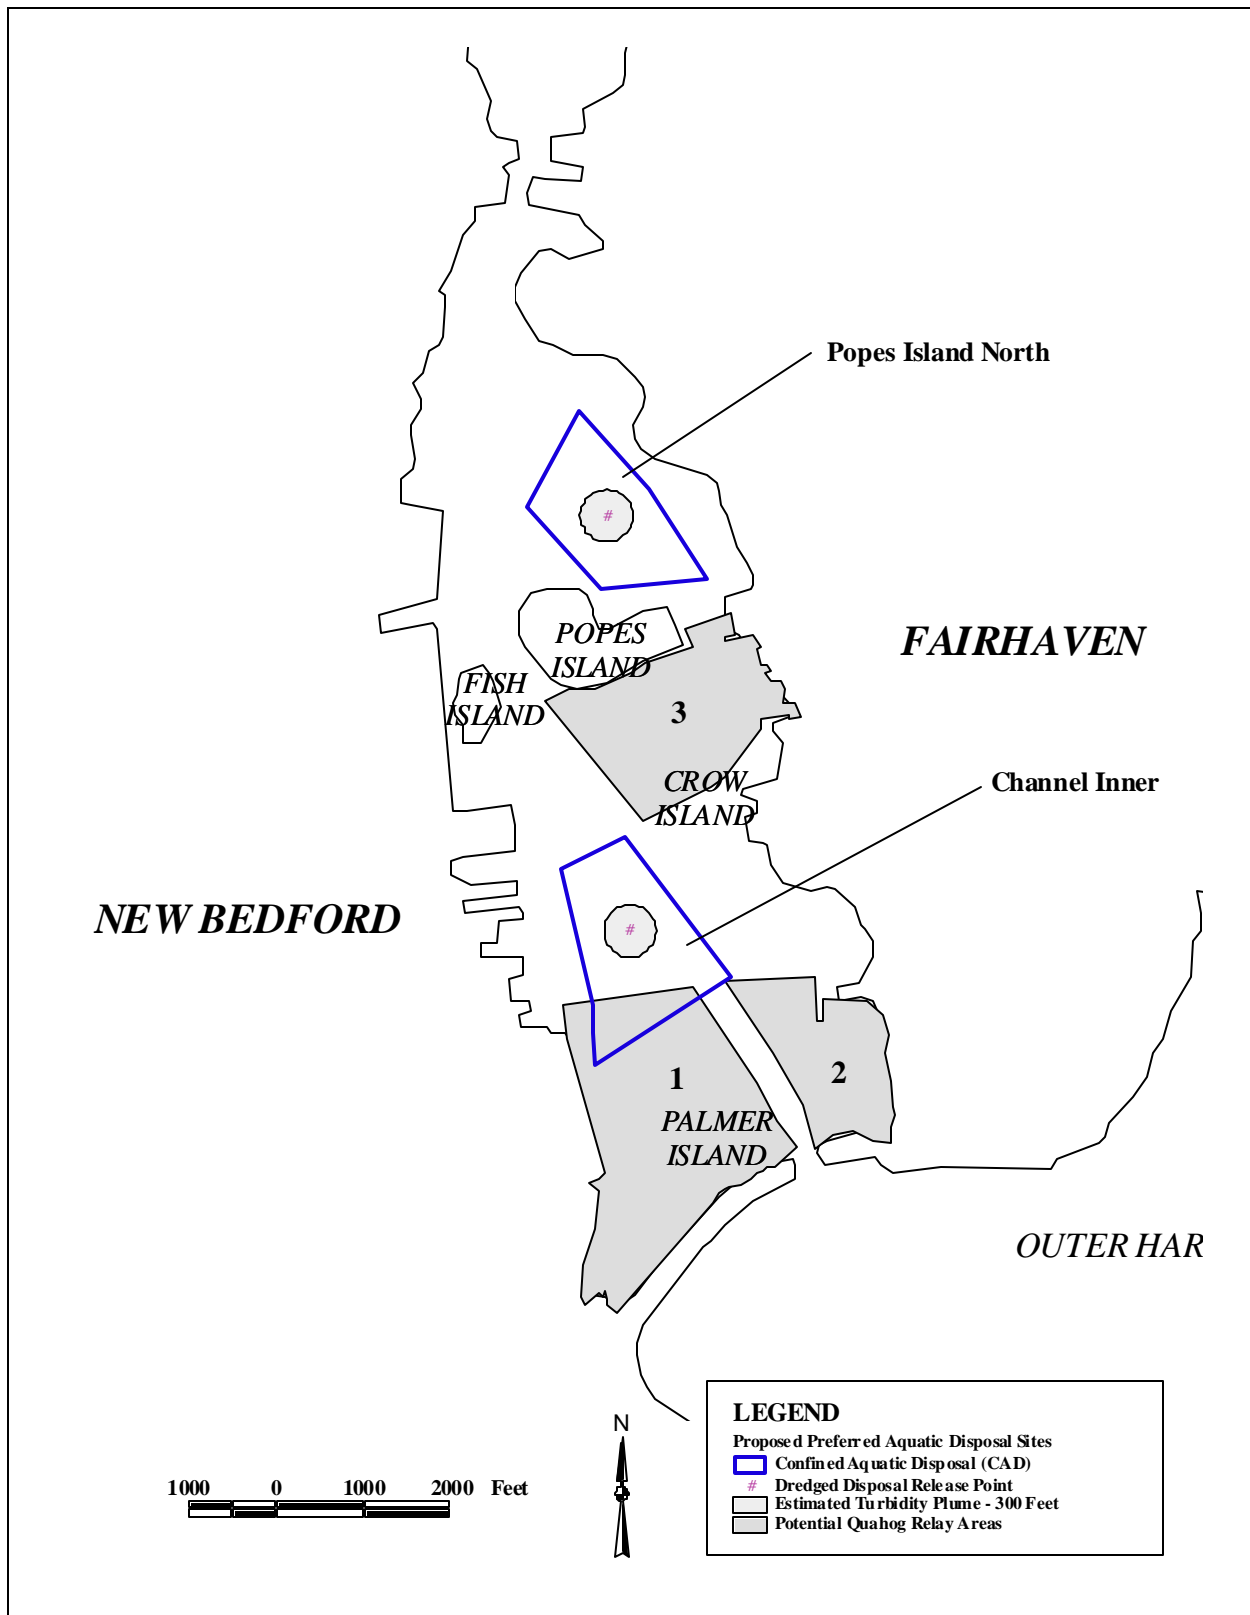 Popes Island North
#
POPES
ISLAND
FAIRHAVEN
FISH
ISLAND
3
CROW
ISLAND
Channel Inner
NEW BEDFORD
#
1
2
PALMER
ISLAND
OUTER HAR
N
LEGEND
Proposed Preferred Aquatic Disposal Sites
Confined Aquatic Disposal (CAD)
# Dredged Disposal Release Point
Estimated Turbidity Plume - 300 Feet
Potential Quahog Relay Areas
1000 0 1000 2000 Feet